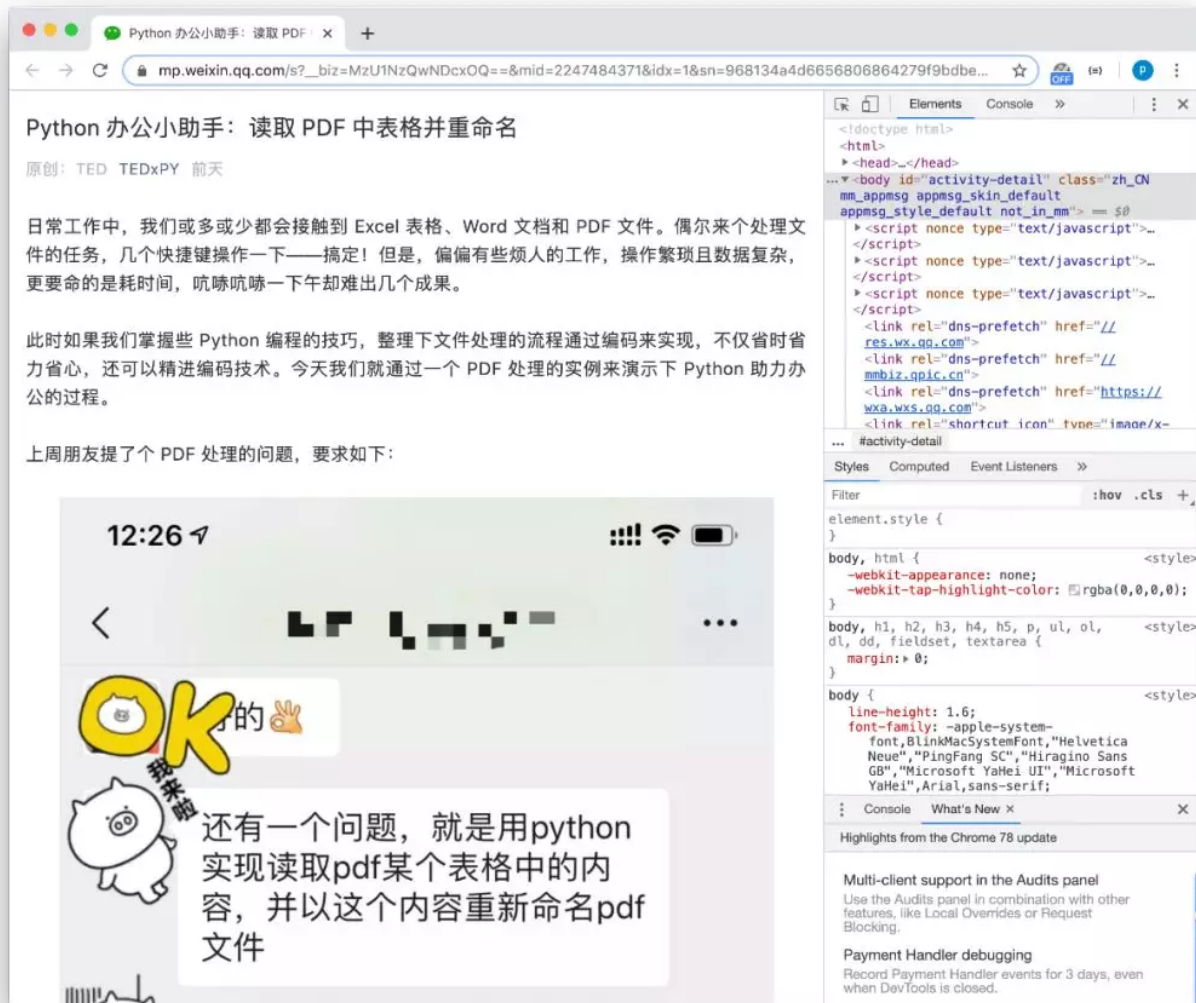 Python 办公小助手：读取 PDF
mp.weixin.qq.com/s?__biz=MzU1NzQwNDcxOQ==&mid=2247484371&idx=1&sn=968134a4d6656806864279f9bdbe...
OFF
P
Python 办公小助手：读取 PDF 中表格并重命名
原创： TED TEDxPY 前天
日常工作中，我们或多或少都会接触到 Excel 表格、Word 文档和 PDF 文件。偶尔来个处理文
件的任务，几个快捷键操作一下——搞定！但是，偏偏有些烦人的工作，操作繁琐且数据复杂，
更要命的是耗时间，吭哧吭哧一下午却难出几个成果。
此时如果我们掌握些 Python 编程的技巧，整理下文件处理的流程通过编码来实现，不仅省时省
力省心，还可以精进编码技术。今天我们就通过一个 PDF 处理的实例来演示下 Python 助力办
公的过程。
上周朋友提了个 PDF 处理的问题，要求如下：
12:26
OK
的👌
我来啦
还有一个问题，就是用python
实现读取pdf某个表格中的内
容，并以这个内容重新命名pdf
文件
Elements Console »
<!doctype html>
<html>
▶<head>…</head>
…▼<body id="activity-detail" class="zh_CN
mm_appmsg appmsg_skin_default
appmsg_style_default not_in_mm"> == $0
▶<script nonce type="text/javascript">…
</script>
▶<script nonce type="text/javascript">…
</script>
▶<script nonce type="text/javascript">…
</script>
<link rel="dns-prefetch" href="//
res.wx.qq.com">
<link rel="dns-prefetch" href="//
mmbiz.qpic.cn">
<link rel="dns-prefetch" href="https://
wxa.wxs.qq.com">
<link rel="shortcut icon" type="image/x-
… #activity-detail
Styles Computed Event Listeners »
Filter :hov .cls +
element.style {
}
body, html { <style>
-webkit-appearance: none;
-webkit-tap-highlight-color: rgba(0,0,0,0);
}
body, h1, h2, h3, h4, h5, p, ul, ol, <style>
dl, dd, fieldset, textarea {
margin:▶ 0;
}
body { <style>
line-height: 1.6;
font-family: -apple-system-
font,BlinkMacSystemFont,"Helvetica
Neue","PingFang SC","Hiragino Sans
GB","Microsoft YaHei UI","Microsoft
YaHei",Arial,sans-serif;
Console What's New ×
Highlights from the Chrome 78 update
Multi-client support in the Audits panel
Use the Audits panel in combination with other
features, like Local Overrides or Request
Blocking.
Payment Handler debugging
Record Payment Handler events for 3 days, even
when DevTools is closed.